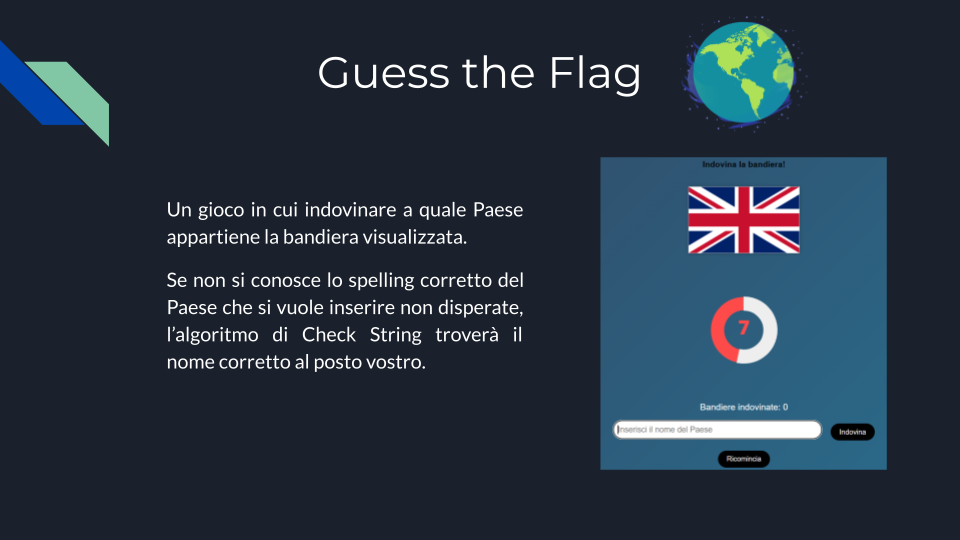 Guess the Flag
Un gioco in cui indovinare a quale Paese
appartiene la bandiera visualizzata.
Se non si conosce lo spelling corretto del
Paese che si vuole inserire non disperate,
l’algoritmo di Check String troverà il
nome corretto al posto vostro.
Indovina la bandiera!
7
Bandiere indovinate: 0
Inserisci il nome del Paese
Indovina
Ricomincia